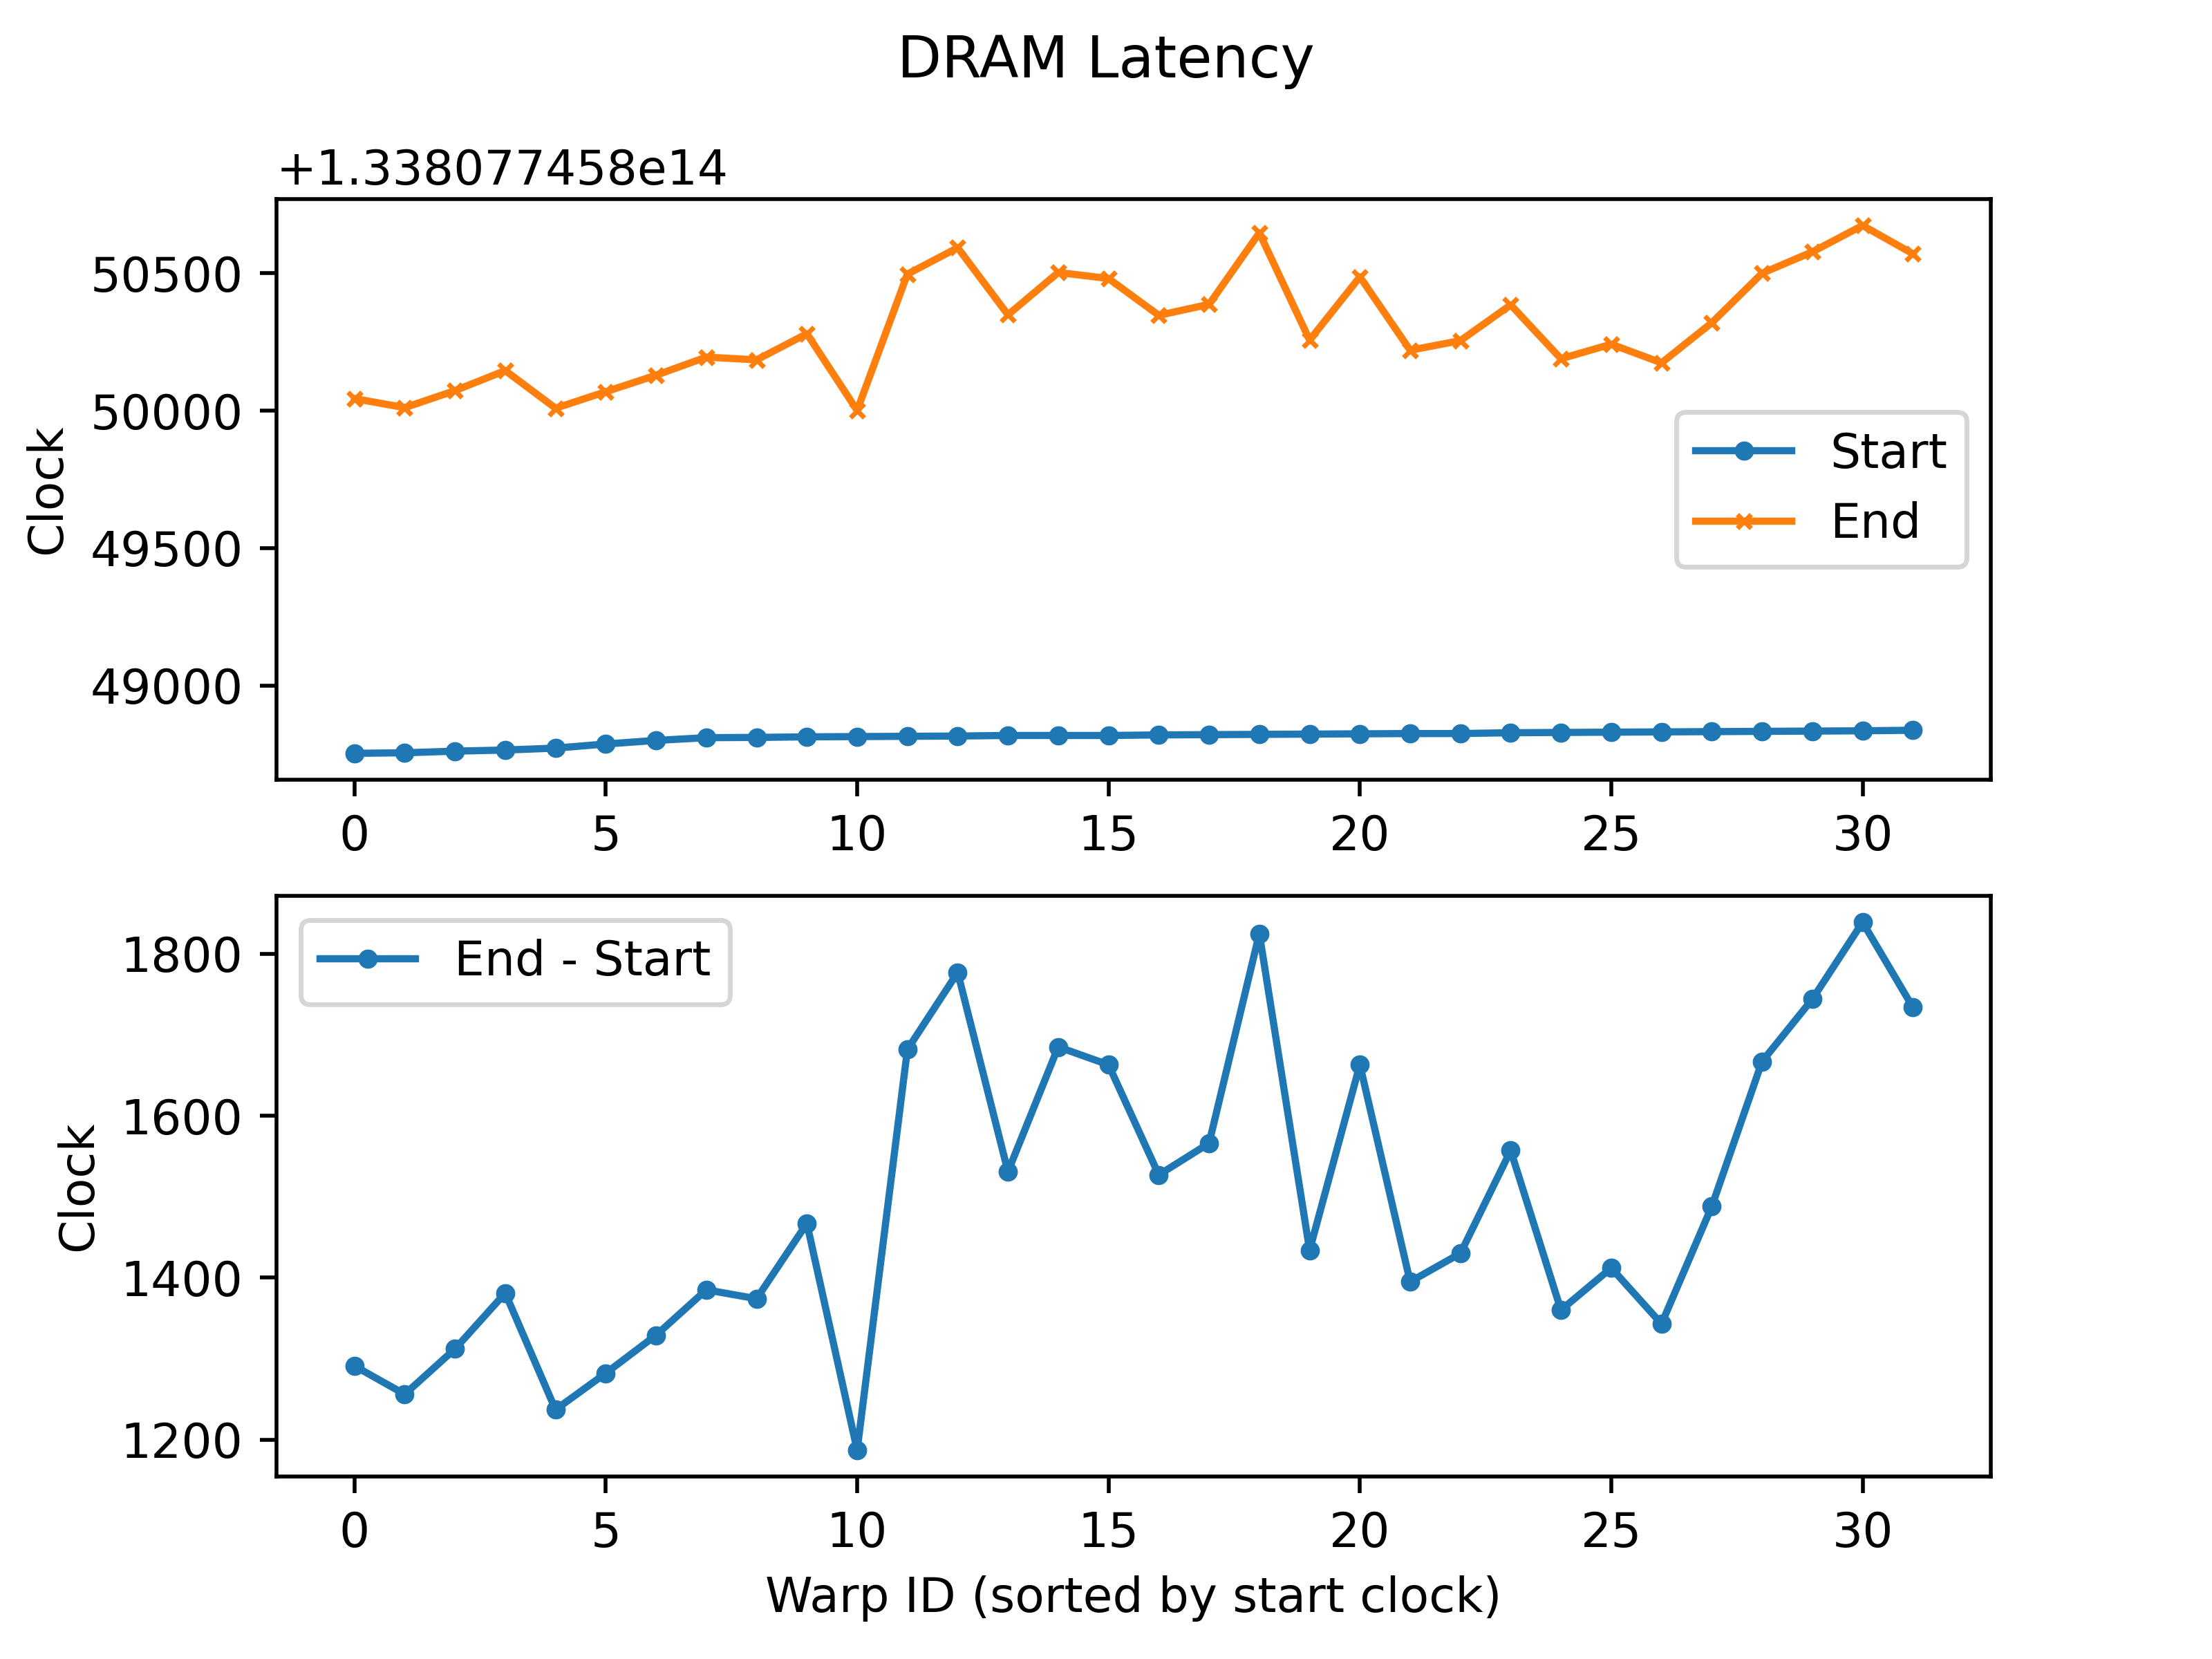 DRAM Latency
+1.3380774458e14
50500
50000
49500
49000
Clock
Start
End
0 5 10 15 20 25 30
1800
1600
1400
1200
Clock
End - Start
0 5 10 15 20 25 30
Warp ID (sorted by start clock)